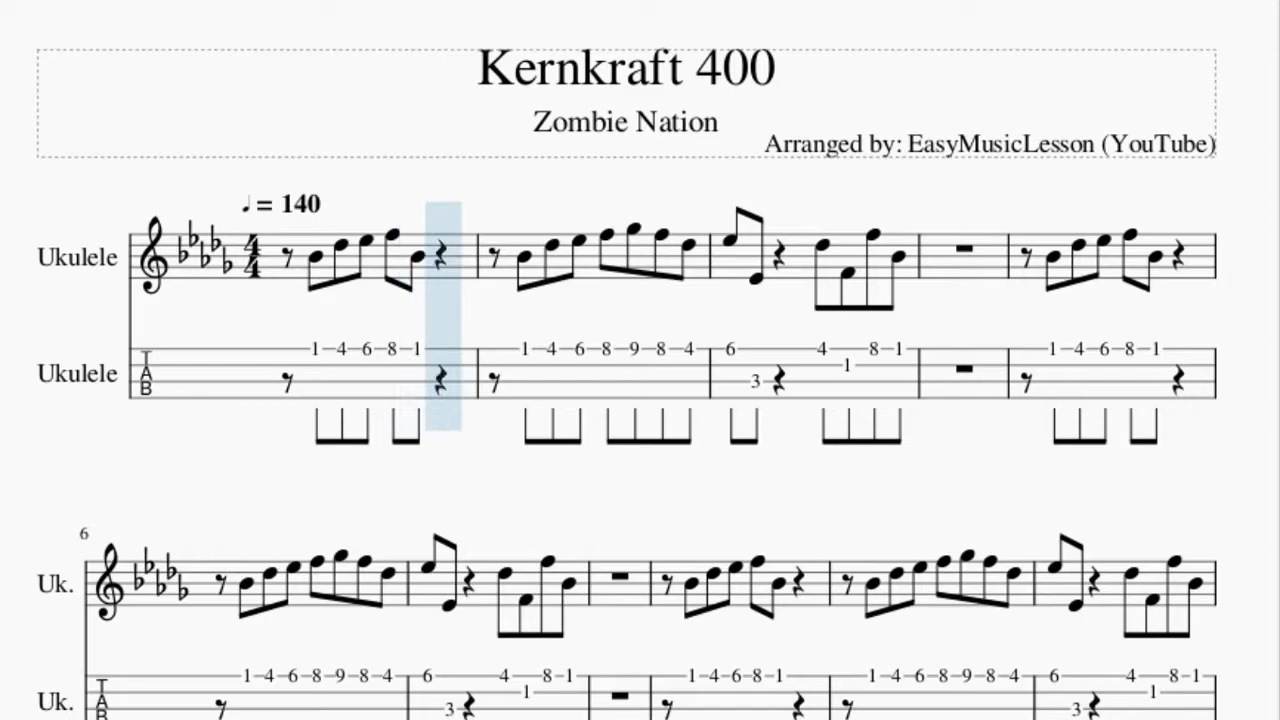 Kernkraft 400
Zombie Nation
Arranged by: EasyMusicLesson (YouTube)
♩ = 140
Ukulele
4
4
Ukulele
T
A
B
1 4 6 8 1 1 4 6 8 9 8 4 6 4 8 1 1 4 6 8 1
1
3
6
Uk.
Uk.
T
A
B
1 4 6 8 9 8 4 6 4 8 1 1 4 6 8 1 1 4 6 8 9 8 4 6 4 8 1
1 1
3 3